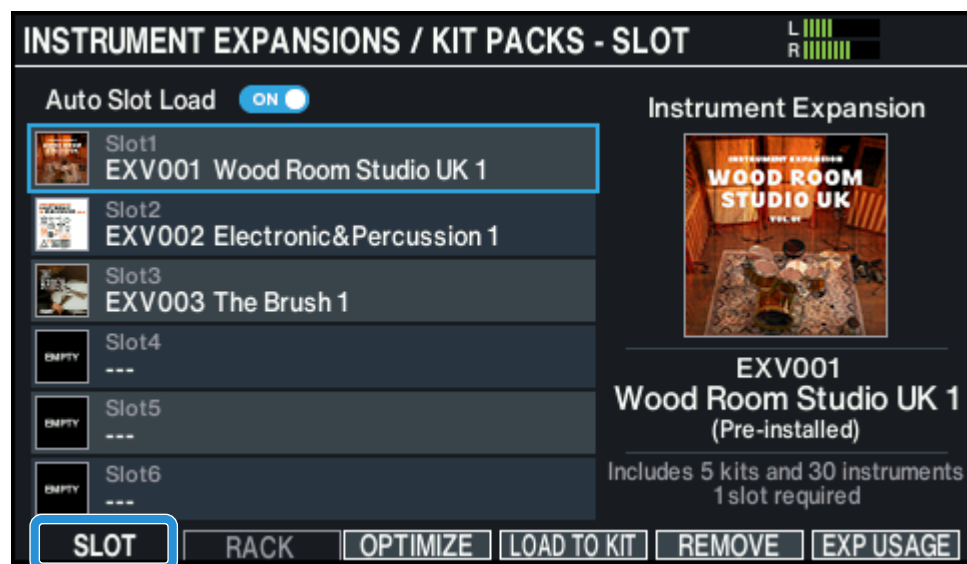 INSTRUMENT EXPANSIONS / KIT PACKS - SLOT
L
R
Auto Slot Load ON
Slot1
EXV001 Wood Room Studio UK 1
Slot2
EXV002 Electronic&Percussion 1
Slot3
EXV003 The Brush 1
EMPTY
Slot4
---
EMPTY
Slot5
---
EMPTY
Slot6
---
Instrument Expansion
INSTRUMENT EXPANSION
WOOD ROOM
STUDIO UK
VOL.01
EXV001
Wood Room Studio UK 1
(Pre-installed)
Includes 5 kits and 30 instruments
1 slot required
SLOT RACK OPTIMIZE LOAD TO KIT REMOVE EXP USAGE